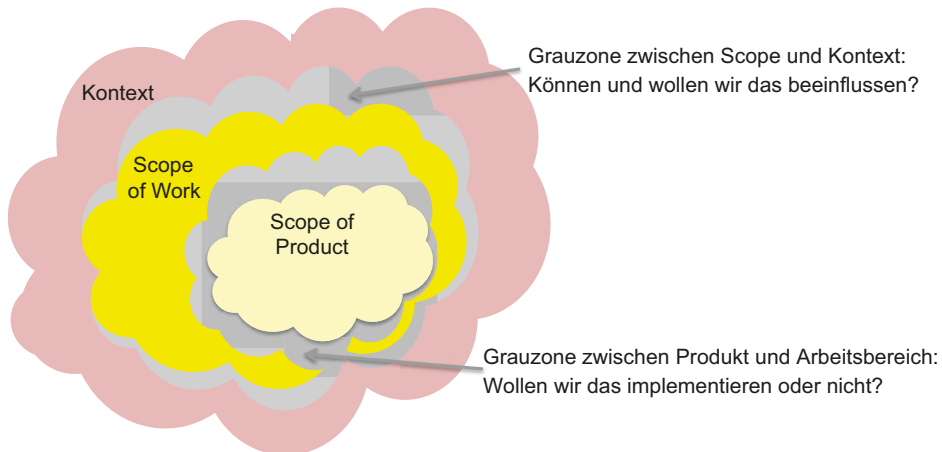 Grauzone zwischen Scope und Kontext:
Können und wollen wir das beeinflussen?
Kontext
Scope
of Work
Scope of
Product
Grauzone zwischen Produkt und Arbeitsbereich:
Wollen wir das implementieren oder nicht?